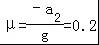 μ = -a₂/g = 0.2